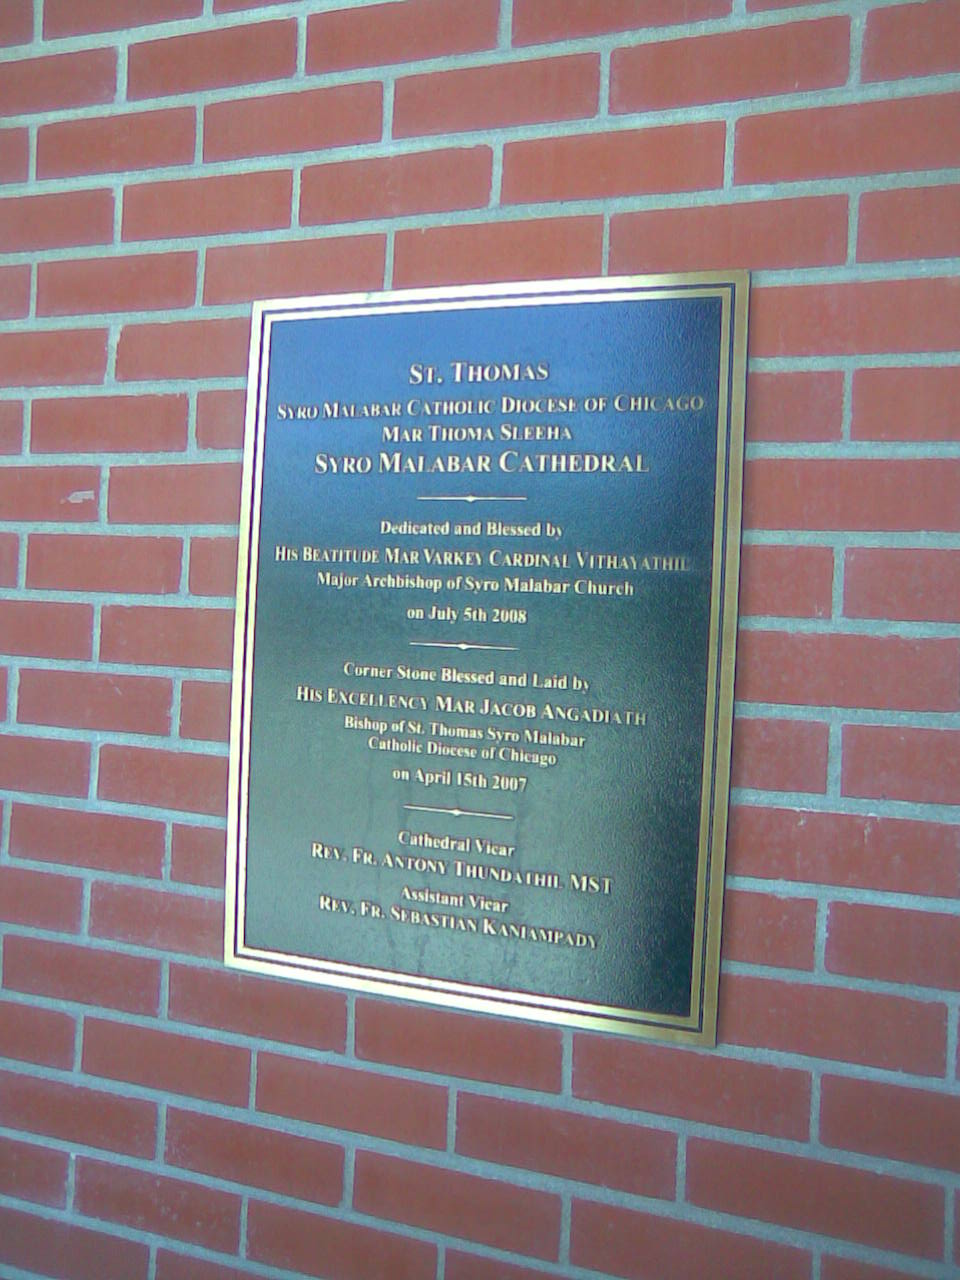 ST. THOMAS
SYRO MALABAR CATHOLIC DIOCESE OF CHICAGO
MAR THOMA SLEEHA
SYRO MALABAR CATHEDRAL
Dedicated and Blessed by
HIS BEATITUDE MAR VARKEY CARDINAL VITHAYATHIL
Major Archbishop of Syro Malabar Church
on July 5th 2008
Corner Stone Blessed and Laid by
HIS EXCELLENCY MAR JACOB ANGADIATH
Bishop of St. Thomas Syro Malabar
Catholic Diocese of Chicago
on April 15th 2007
Cathedral Vicar
REV. FR. ANTONY THUNDATHIL MST
Assistant Vicar
REV. FR. SEBASTIAN KANIAMPADY